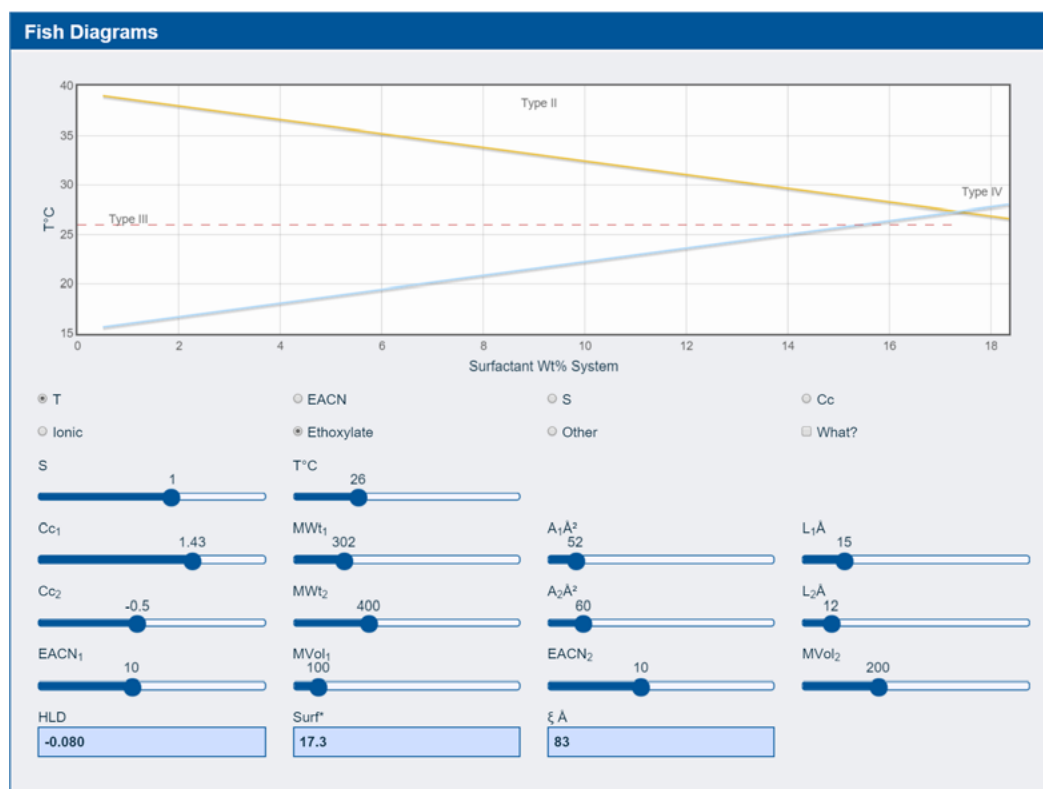 Fish Diagrams
40
35
30
25
20
15
T°C
Type II
Type III
Type IV
0 2 4 6 8 10 12 14 16 18
Surfactant Wt% System
T EACN S Cc
Ionic Ethoxylate Other What?
S T°C
1 26
Cc₁ MWt₁ A₁Å² L₁Å
1.43 302 52 15
Cc₂ MWt₂ A₂Å² L₂Å
-0.5 400 60 12
EACN₁ MVol₁ EACN₂ MVol₂
10 100 10 200
HLD Surf* ξ Å
-0.080 17.3 83